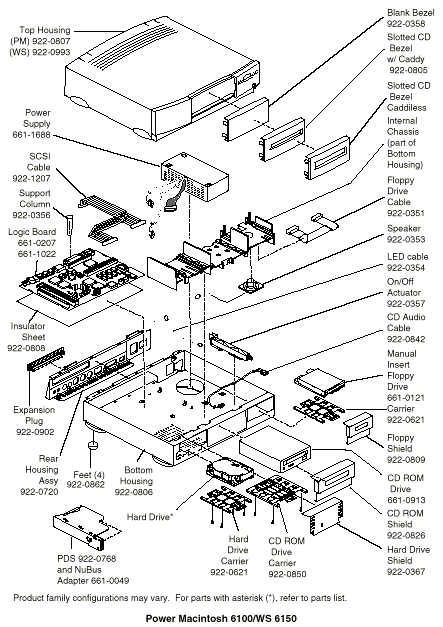 Top Housing
(PM) 922-0807
(WS) 922-0993
Power
Supply
661-1688
SCSI
Cable
922-1207
Support
Column
922-0356
Logic Board
661-0207
661-1022
Insulator
Sheet
922-0808
Expansion
Plug
922-0902
Rear
Housing
Assy
922-0720
Feet (4)
922-0862
Bottom
Housing
922-0806
Hard Drive*
PDS 922-0768
and NuBus
Adapter 661-0049
Hard
Drive
Carrier
922-0621
CD ROM
Drive
Carrier
922-0850
Blank Bezel
922-0358
Slotted CD
Bezel
w/ Caddy
922-0805
Slotted CD
Bezel
Caddiless
Internal
Chassis
(part of
Bottom
Housing)
Floppy
Drive
Cable
922-0351
Speaker
922-0353
LED cable
922-0354
On/Off
Actuator
922-0357
CD Audio
Cable
922-0842
Manual
Insert
Floppy
Drive
661-0121
Carrier
922-0621
Floppy
Shield
922-0809
CD ROM
Drive
661-0913
CD ROM
Shield
922-0826
Hard Drive
Shield
922-0367
Product family configurations may vary. For parts with asterisk (*), refer to parts list.
Power Macintosh 6100/WS 6150